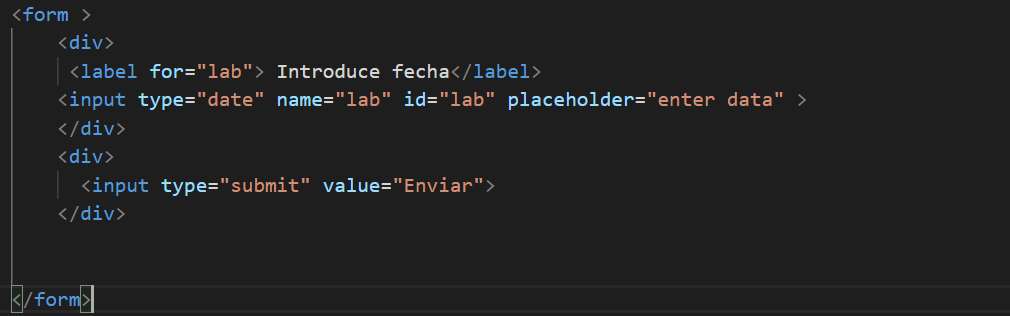 <form >
<div>
<label for="lab"> Introduce fecha</label>
<input type="date" name="lab" id="lab" placeholder="enter data" >
</div>
<div>
<input type="submit" value="Enviar">
</div>
</form>